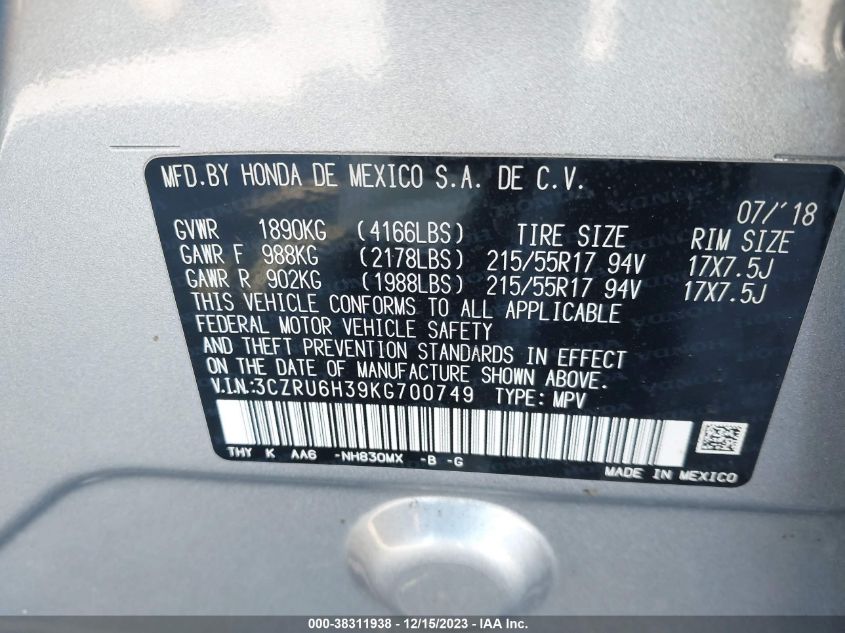 MFD.BY HONDA DE MEXICO S.A. DE C.V.
07/'18
GVWR 1890KG (4166LBS) TIRE SIZE RIM SIZE
GAWR F 988KG (2178LBS) 215/55R17 94V 17X7.5J
GAWR R 902KG (1988LBS) 215/55R17 94V 17X7.5J
THIS VEHICLE CONFORMS TO ALL APPLICABLE
FEDERAL MOTOR VEHICLE SAFETY
AND THEFT PREVENTION STANDARDS IN EFFECT
ON THE DATE OF MANUFACTURE SHOWN ABOVE.
V.I.N.:3CZRU6H39KG700749 TYPE: MPV
THY K AA6 -NH830MX -B -G
MADE IN MEXICO
000-38311938 - 12/15/2023 - IAA Inc.